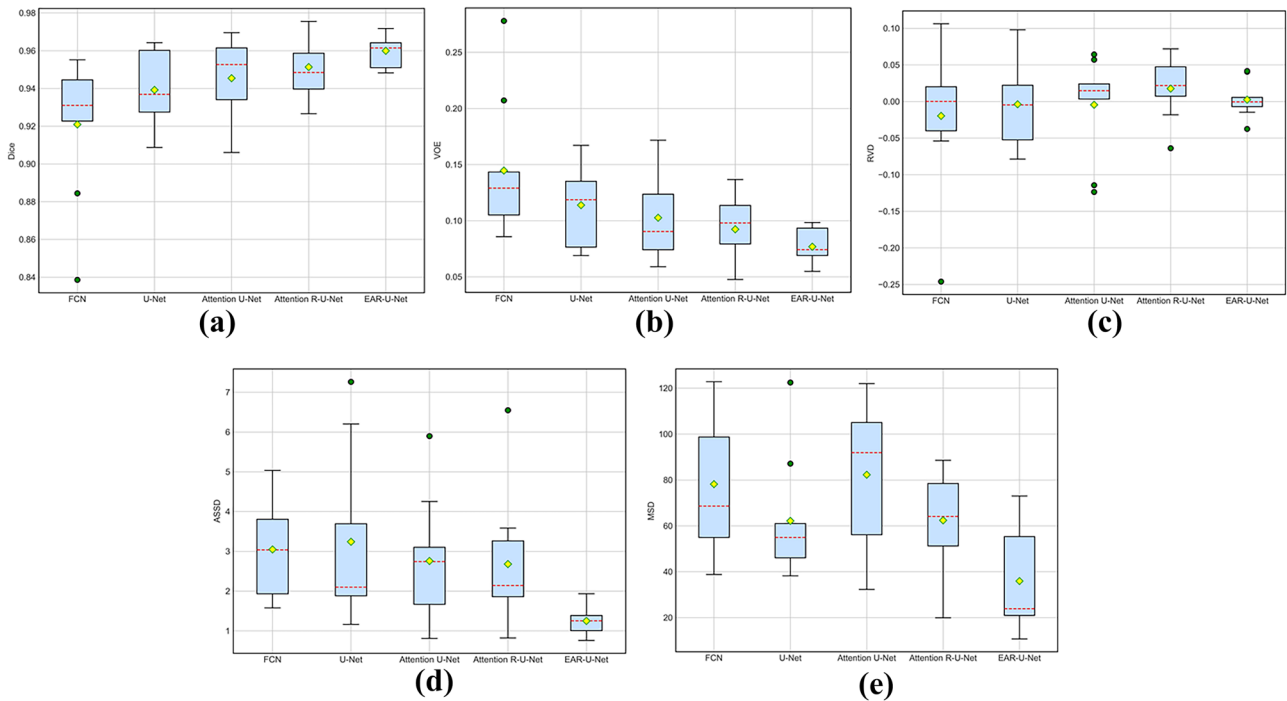 0.98
0.96
0.94
0.92
0.90
0.88
0.86
0.84
Dice
FCN U-Net Attention U-Net Attention R-U-Net EAR-U-Net
(a)
0.25
0.20
0.15
0.10
0.05
VOE
FCN U-Net Attention U-Net Attention R-U-Net EAR-U-Net
(b)
0.10
0.05
0.00
−0.05
−0.10
−0.15
−0.20
−0.25
RVD
FCN U-Net Attention U-Net Attention R-U-Net EAR-U-Net
(c)
7
6
5
4
3
2
1
ASSD
FCN U-Net Attention U-Net Attention R-U-Net EAR-U-Net
(d)
120
100
80
60
40
20
MSD
FCN U-Net Attention U-Net Attention R-U-Net EAR-U-Net
(e)